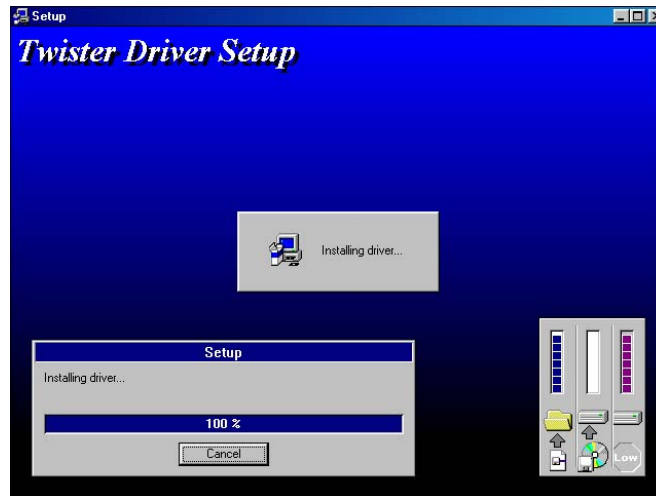 Setup
Twister Driver Setup
Installing driver...
Setup
Installing driver...
100 %
Cancel
Low